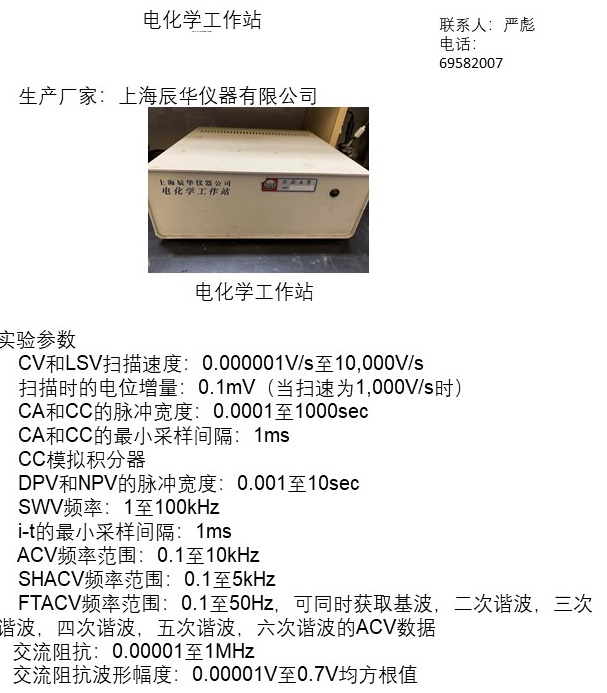 电化学工作站
联系人：严彪
电话：
69582007
生产厂家：上海辰华仪器有限公司
上海辰华仪器公司
电化学工作站
电化学工作站
实验参数
CV和LSV扫描速度：0.000001V/s至10,000V/s
扫描时的电位增量：0.1mV（当扫速为1,000V/s时）
CA和CC的脉冲宽度：0.0001至1000sec
CA和CC的最小采样间隔：1ms
CC模拟积分器
DPV和NPV的脉冲宽度：0.001至10sec
SWV频率：1至100kHz
i-t的最小采样间隔：1ms
ACV频率范围：0.1至10kHz
SHACV频率范围：0.1至5kHz
FTACV频率范围：0.1至50Hz，可同时获取基波，二次谐波，三次
谐波，四次谐波，五次谐波，六次谐波的ACV数据
交流阻抗：0.00001至1MHz
交流阻抗波形幅度：0.00001V至0.7V均方根值